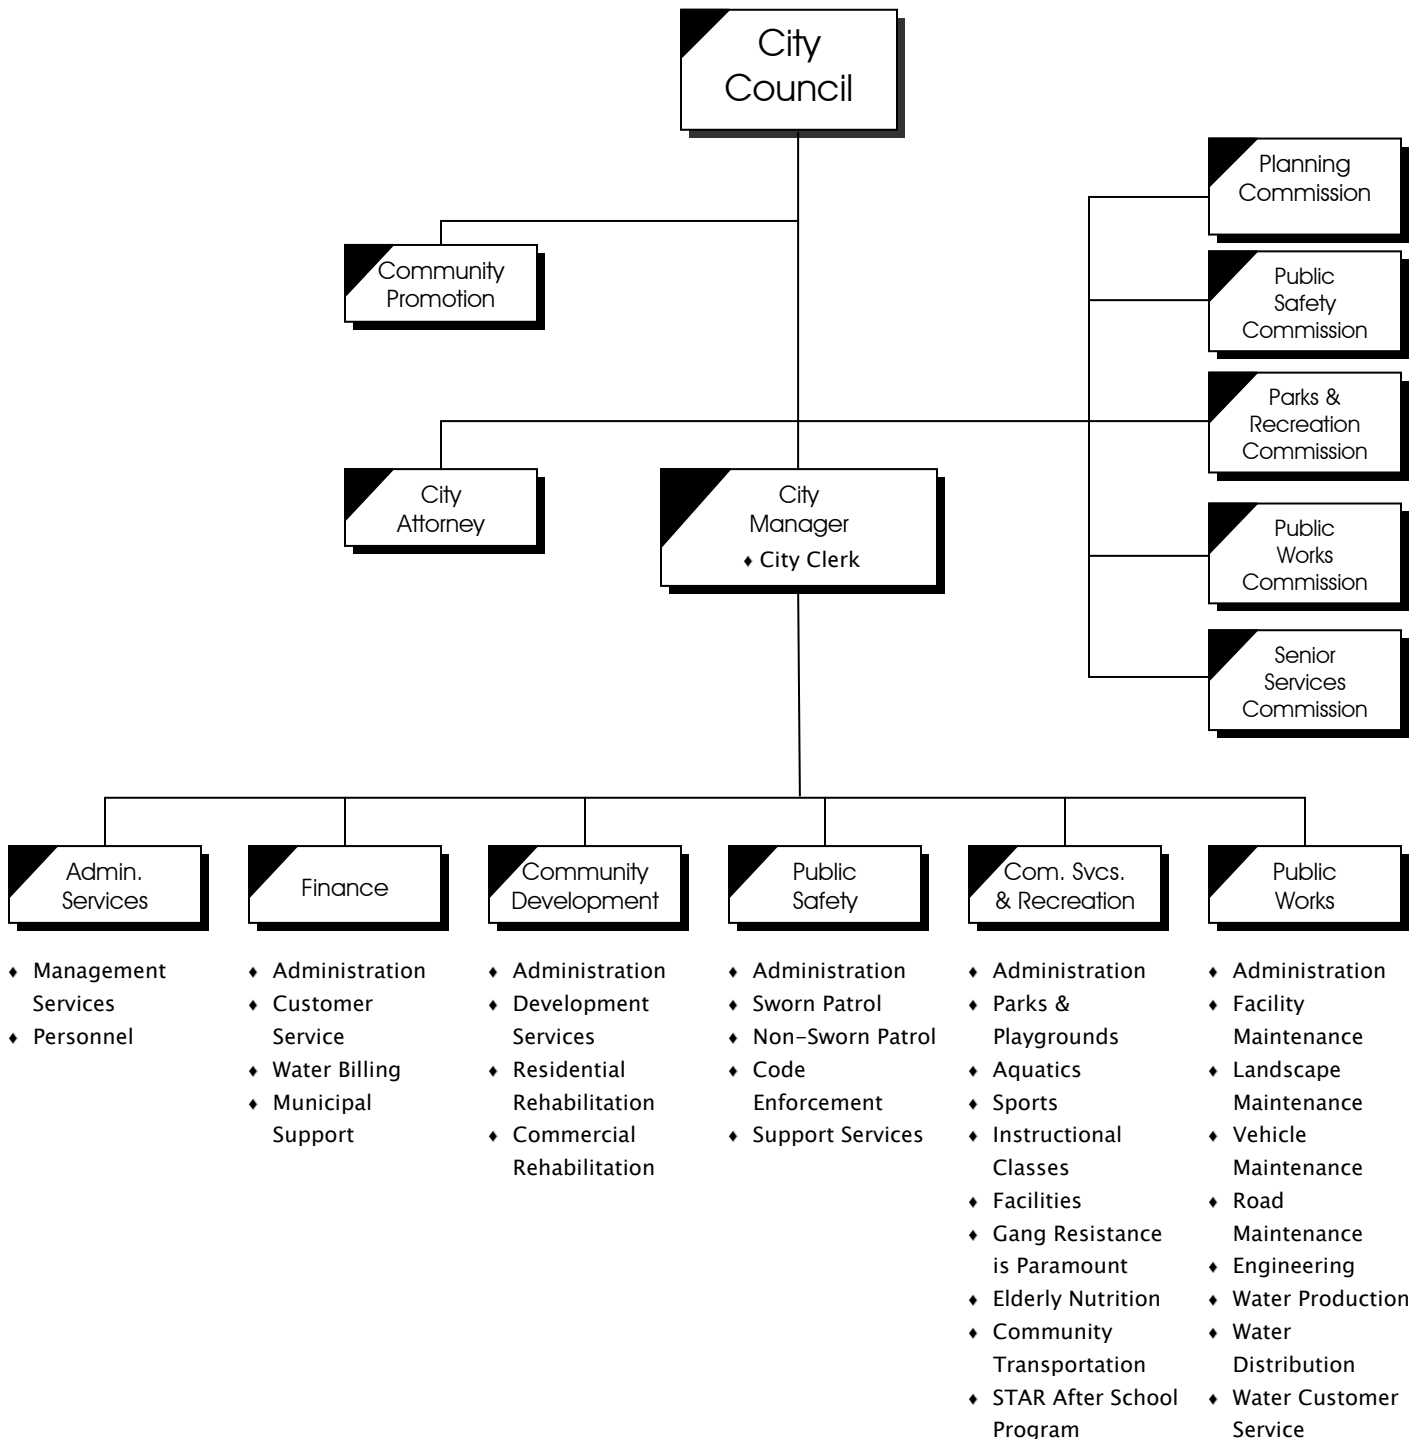 City
Council
Planning
Commission
Community
Promotion
Public
Safety
Commission
Parks &
Recreation
Commission
City
Attorney
City
Manager
♦ City Clerk
Public
Works
Commission
Senior
Services
Commission
Admin.
Services
♦ Management
Services
♦ Personnel
Finance
♦ Administration
♦ Customer
Service
♦ Water Billing
♦ Municipal
Support
Community
Development
♦ Administration
♦ Development
Services
♦ Residential
Rehabilitation
♦ Commercial
Rehabilitation
Public
Safety
♦ Administration
♦ Sworn Patrol
♦ Non-Sworn Patrol
♦ Code
Enforcement
♦ Support Services
Com. Svcs.
& Recreation
♦ Administration
♦ Parks &
Playgrounds
♦ Aquatics
♦ Sports
♦ Instructional
Classes
♦ Facilities
♦ Gang Resistance
is Paramount
♦ Elderly Nutrition
♦ Community
Transportation
♦ STAR After School
Program
Public
Works
♦ Administration
♦ Facility
Maintenance
♦ Landscape
Maintenance
♦ Vehicle
Maintenance
♦ Road
Maintenance
♦ Engineering
♦ Water Production
♦ Water
Distribution
♦ Water Customer
Service